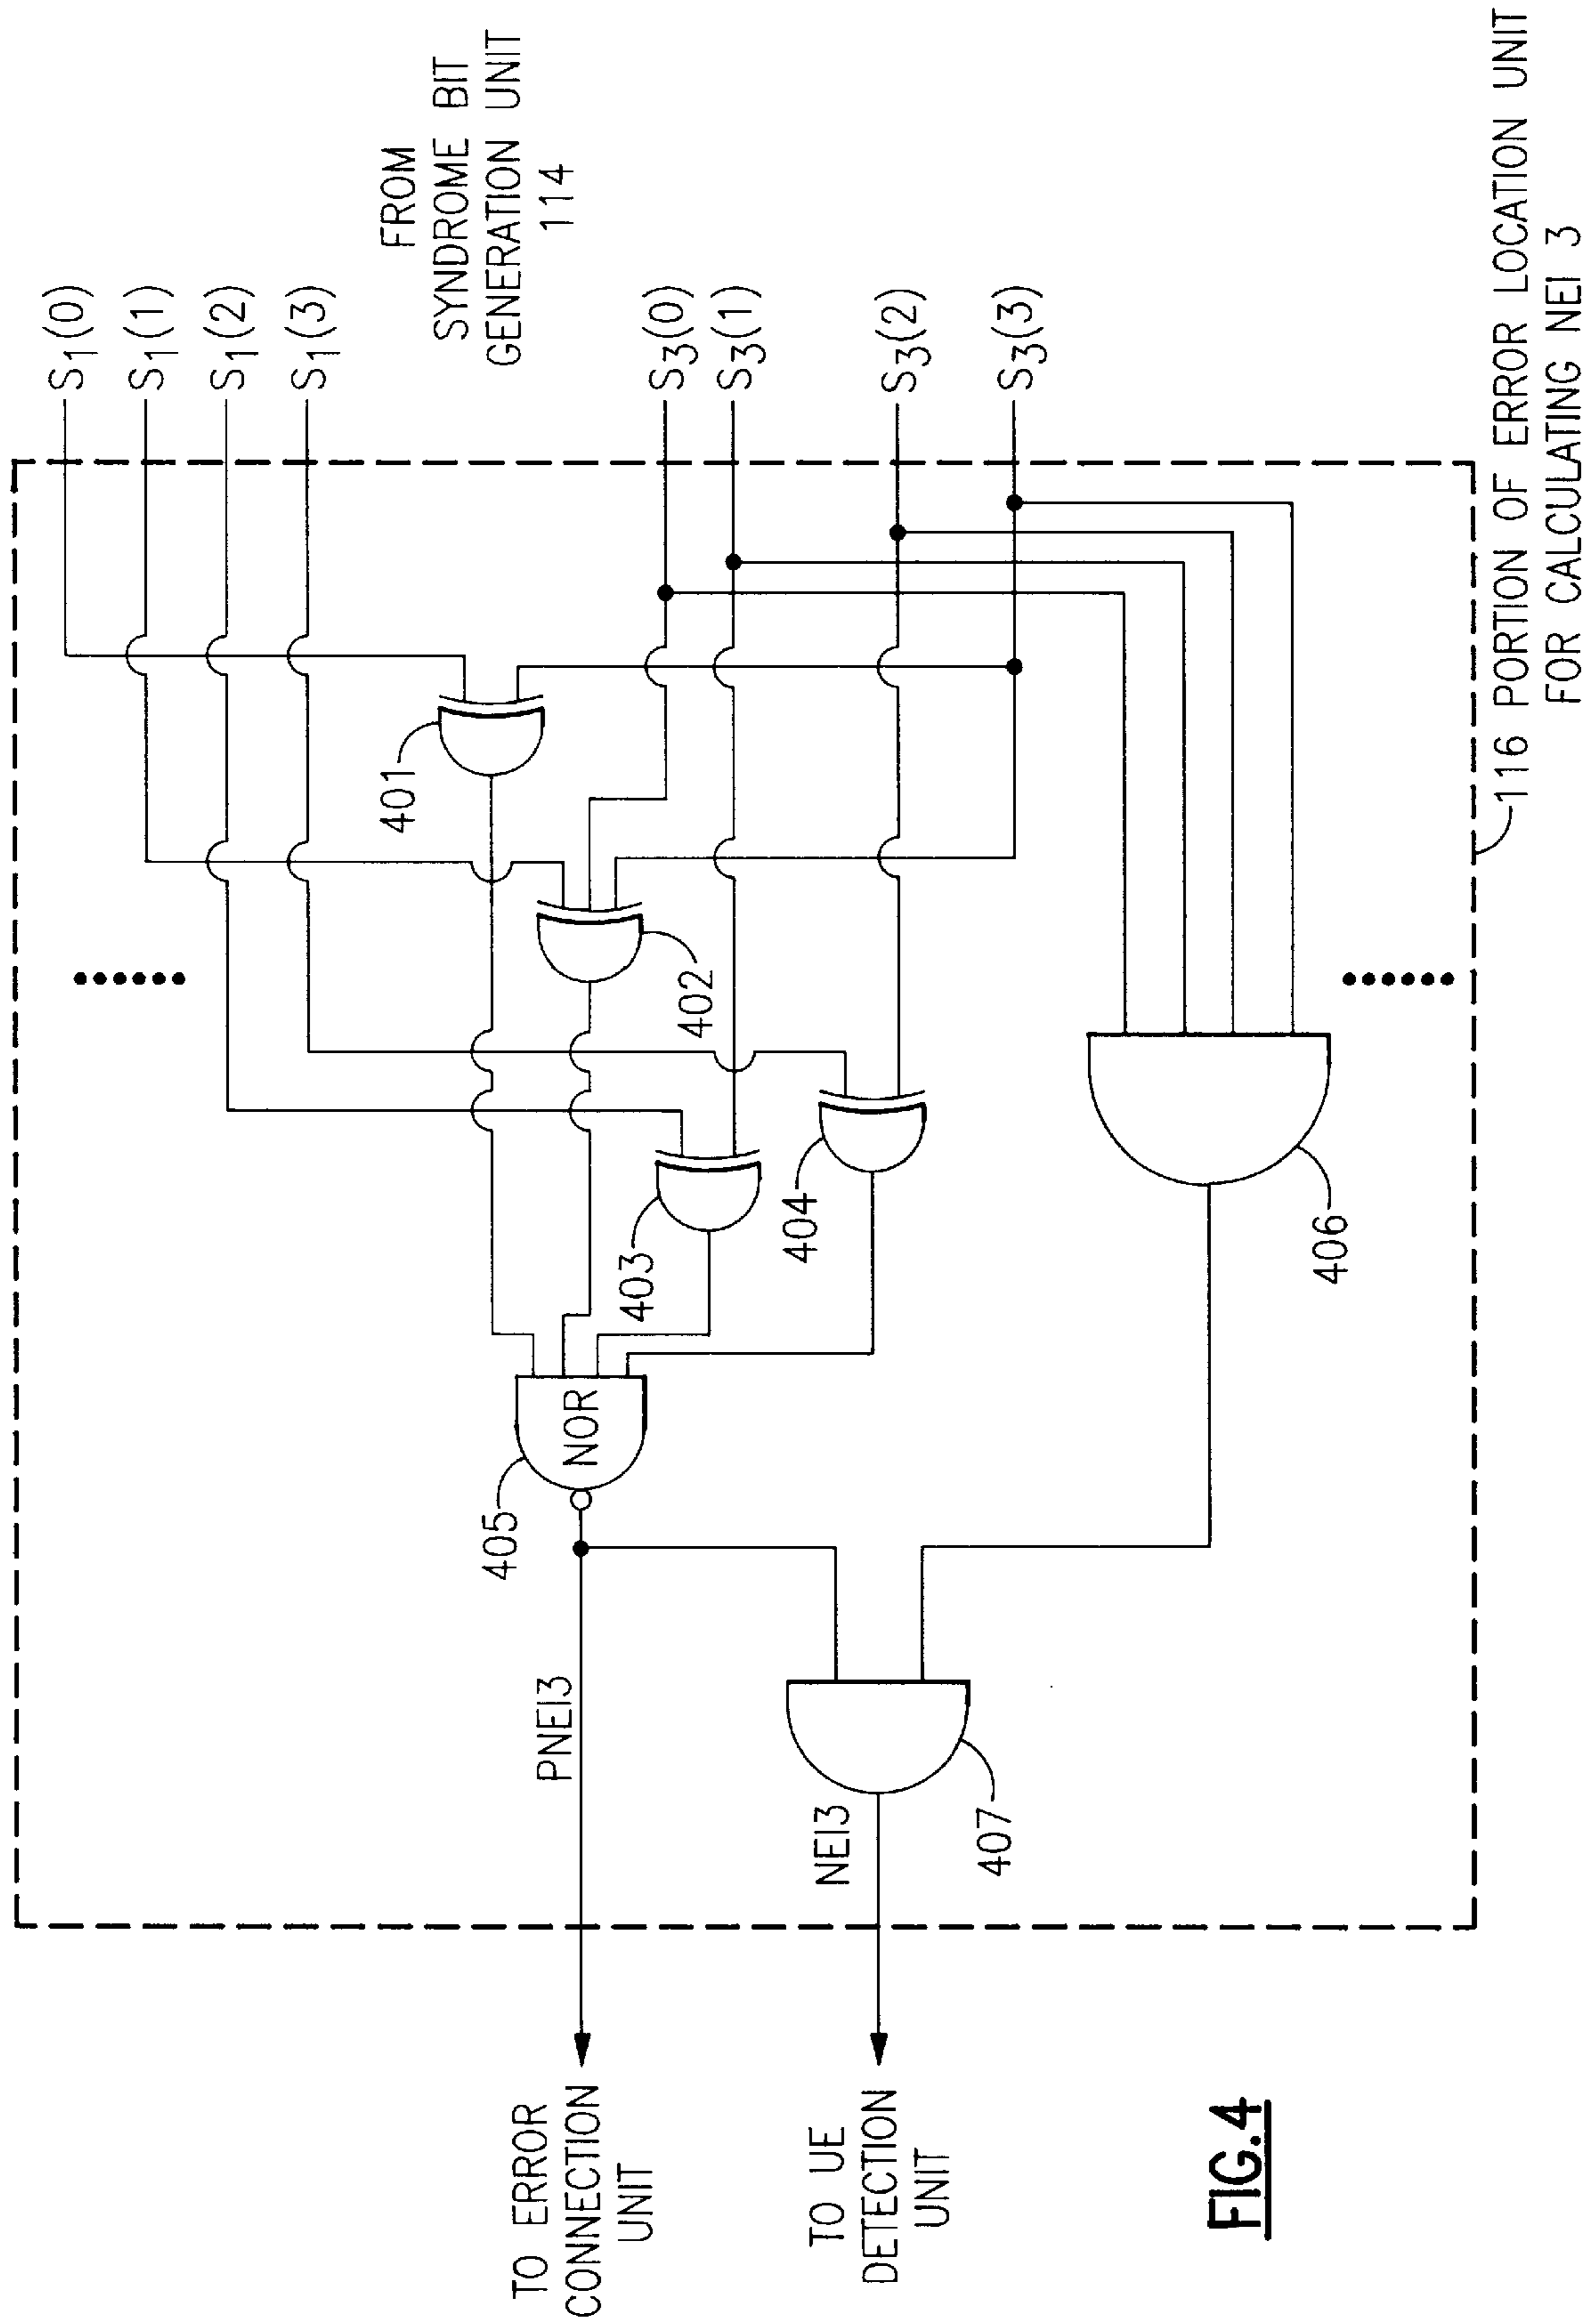 S1(0)
S1(1)
S1(2)
S1(3)
FROM
SYNDROME BIT
GENERATION UNIT
114
S3(0)
S3(1)
S3(2)
S3(3)
401
402
403
404
405
NOR
406
407
PNEI3
NEI3
TO ERROR
CONNECTION
UNIT
TO UE
DETECTION
UNIT
116 PORTION OF ERROR LOCATION UNIT
FOR CALCULATING NEI 3
FIG.4